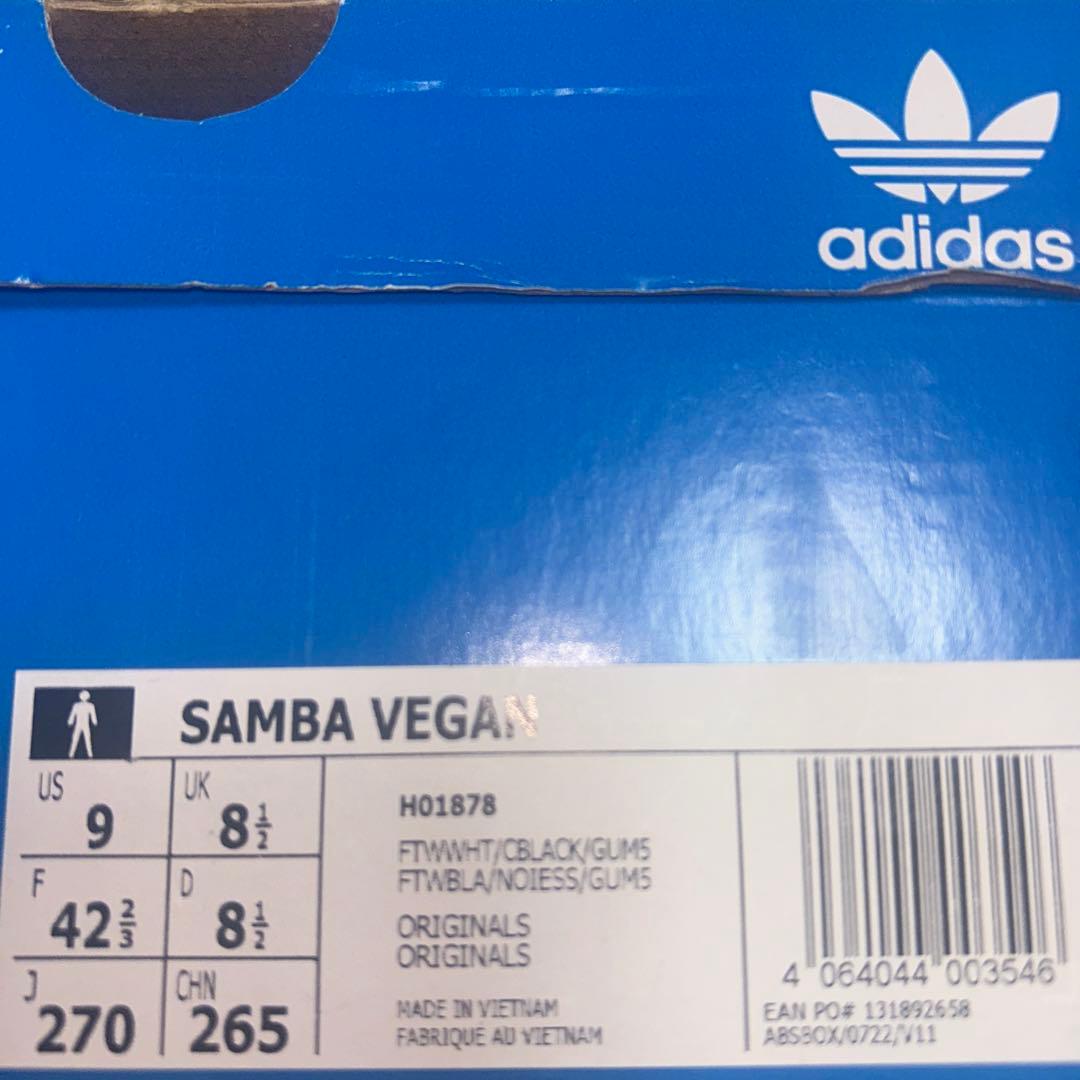 adidas
SAMBA VEGAN
US 9
UK 8 1/2
F 42 2/3
D 8 1/2
J 270
CHN 265
H01878
FTWWHT/CBLACK/GUM5
FTWBLA/NOIESS/GUM5
ORIGINALS
ORIGINALS
MADE IN VIETNAM
FABRIQUE AU VIETNAM
4 064044 003546
EAN PO# 131892658
ABSBOX/0722/V11